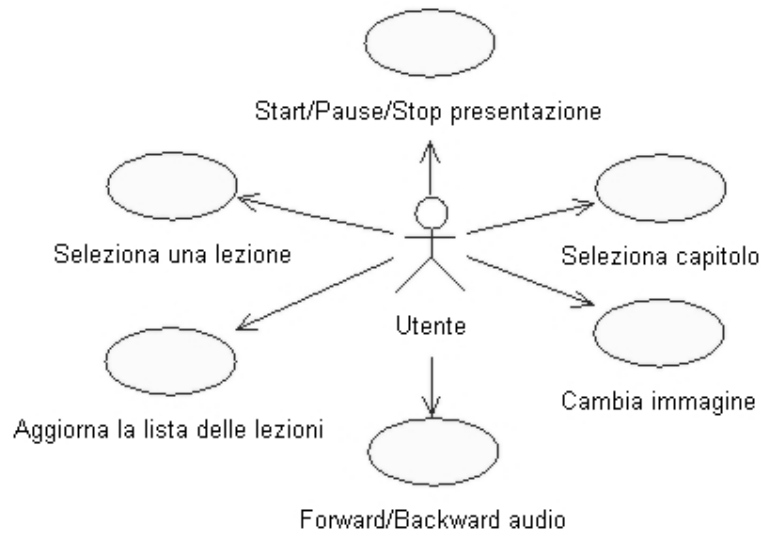 Start/Pause/Stop presentazione
Seleziona una lezione
Seleziona capitolo
Utente
Cambia immagine
Aggiorna la lista delle lezioni
Forward/Backward audio